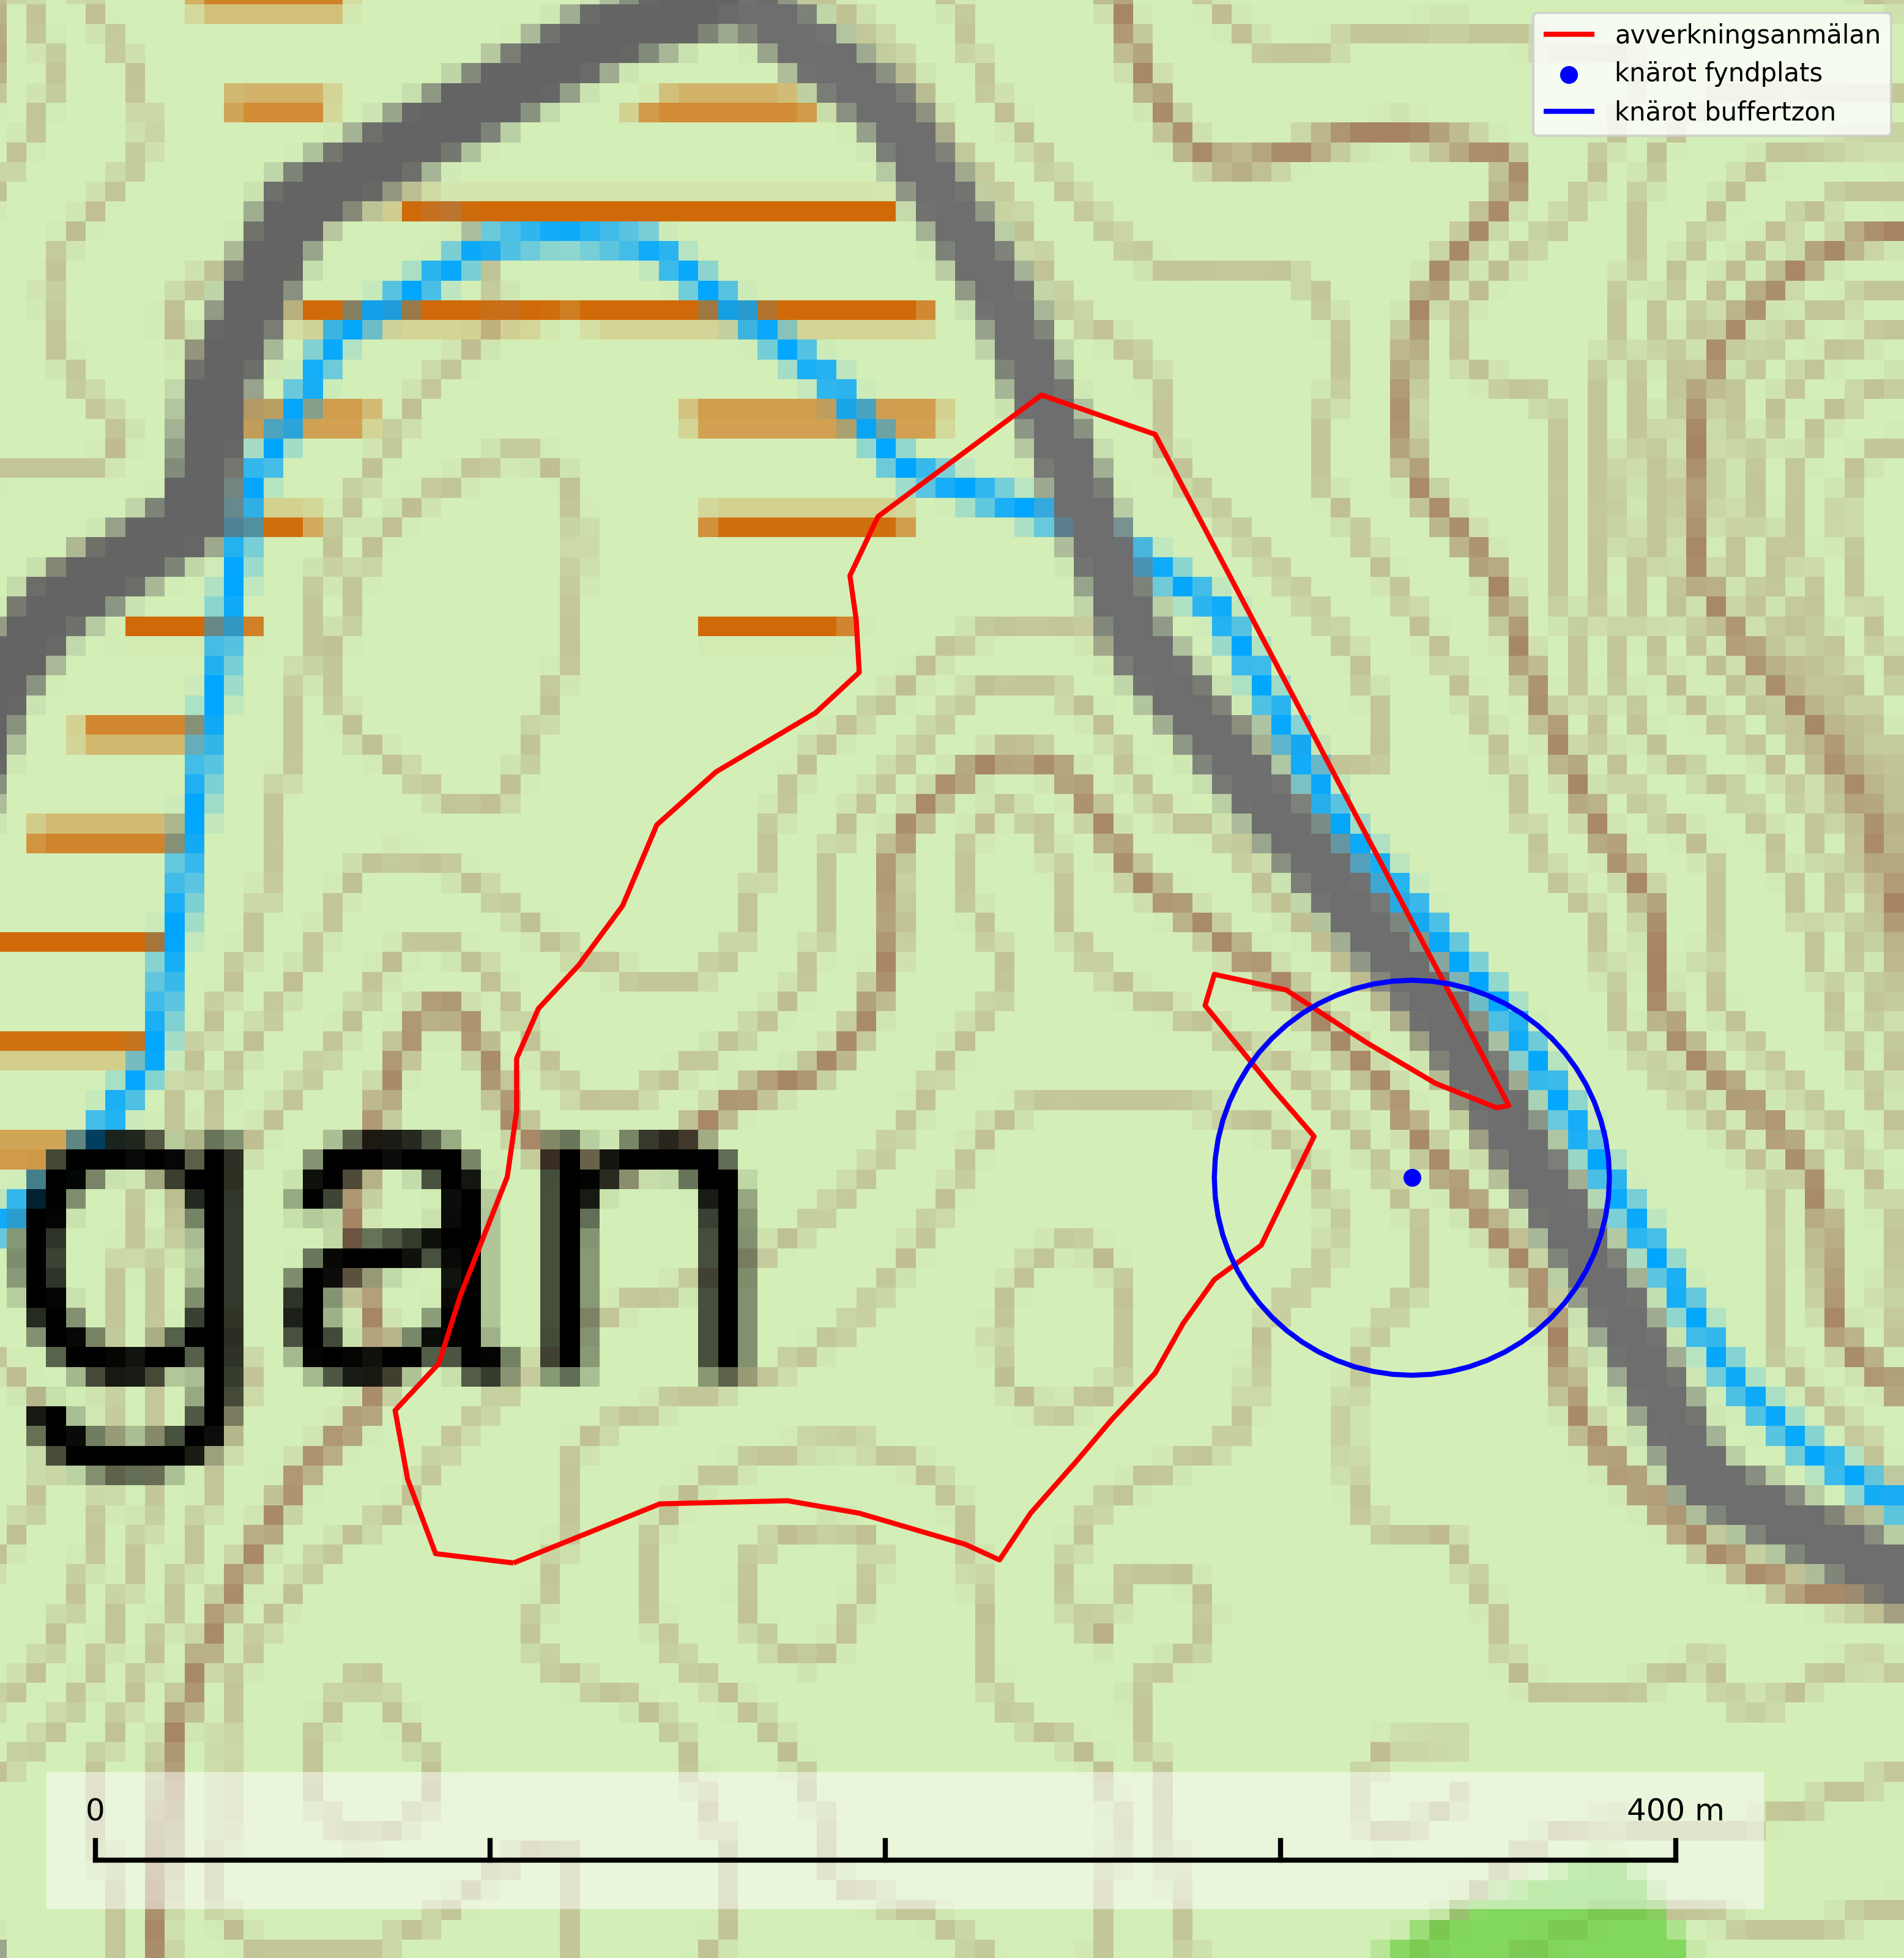 avverkningsanmälan
knärot fyndplats
knärot buffertzon
gan
0 400 m